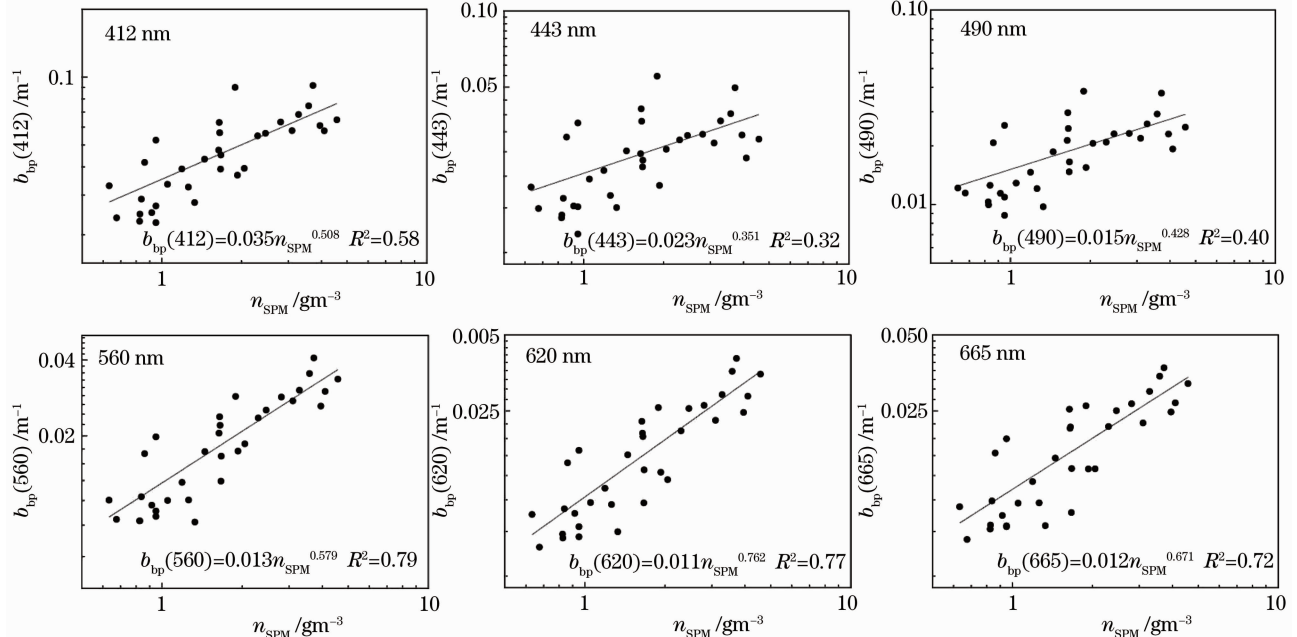 412 nm
0.1
b_bp(412) /m⁻¹
b_bp(412)=0.035n_SPM^0.508 R²=0.58
1
10
n_SPM /gm⁻³
0.10
443 nm
0.05
b_bp(443) /m⁻¹
b_bp(443)=0.023n_SPM^0.351 R²=0.32
1
10
n_SPM /gm⁻³
0.10
490 nm
b_bp(490) /m⁻¹
0.01
b_bp(490)=0.015n_SPM^0.428 R²=0.40
1
10
n_SPM /gm⁻³
560 nm
0.04
0.02
b_bp(560) /m⁻¹
b_bp(560)=0.013n_SPM^0.579 R²=0.79
1
10
n_SPM /gm⁻³
0.005
620 nm
0.025
b_bp(620) /m⁻¹
b_bp(620)=0.011n_SPM^0.762 R²=0.77
1
10
n_SPM /gm⁻³
0.050
665 nm
0.025
b_bp(665) /m⁻¹
b_bp(665)=0.012n_SPM^0.671 R²=0.72
1
10
n_SPM /gm⁻³